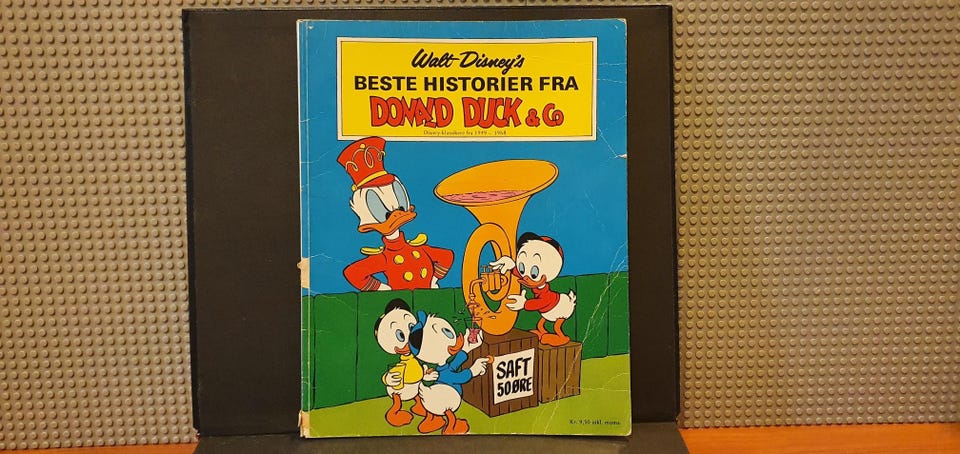 Walt Disney's
BESTE HISTORIER FRA
DONALD DUCK & Co
Disney-klassikere fra 1949 - 1968
SAFT
50 ØRE
Kr. 9,50 inkl. moms.